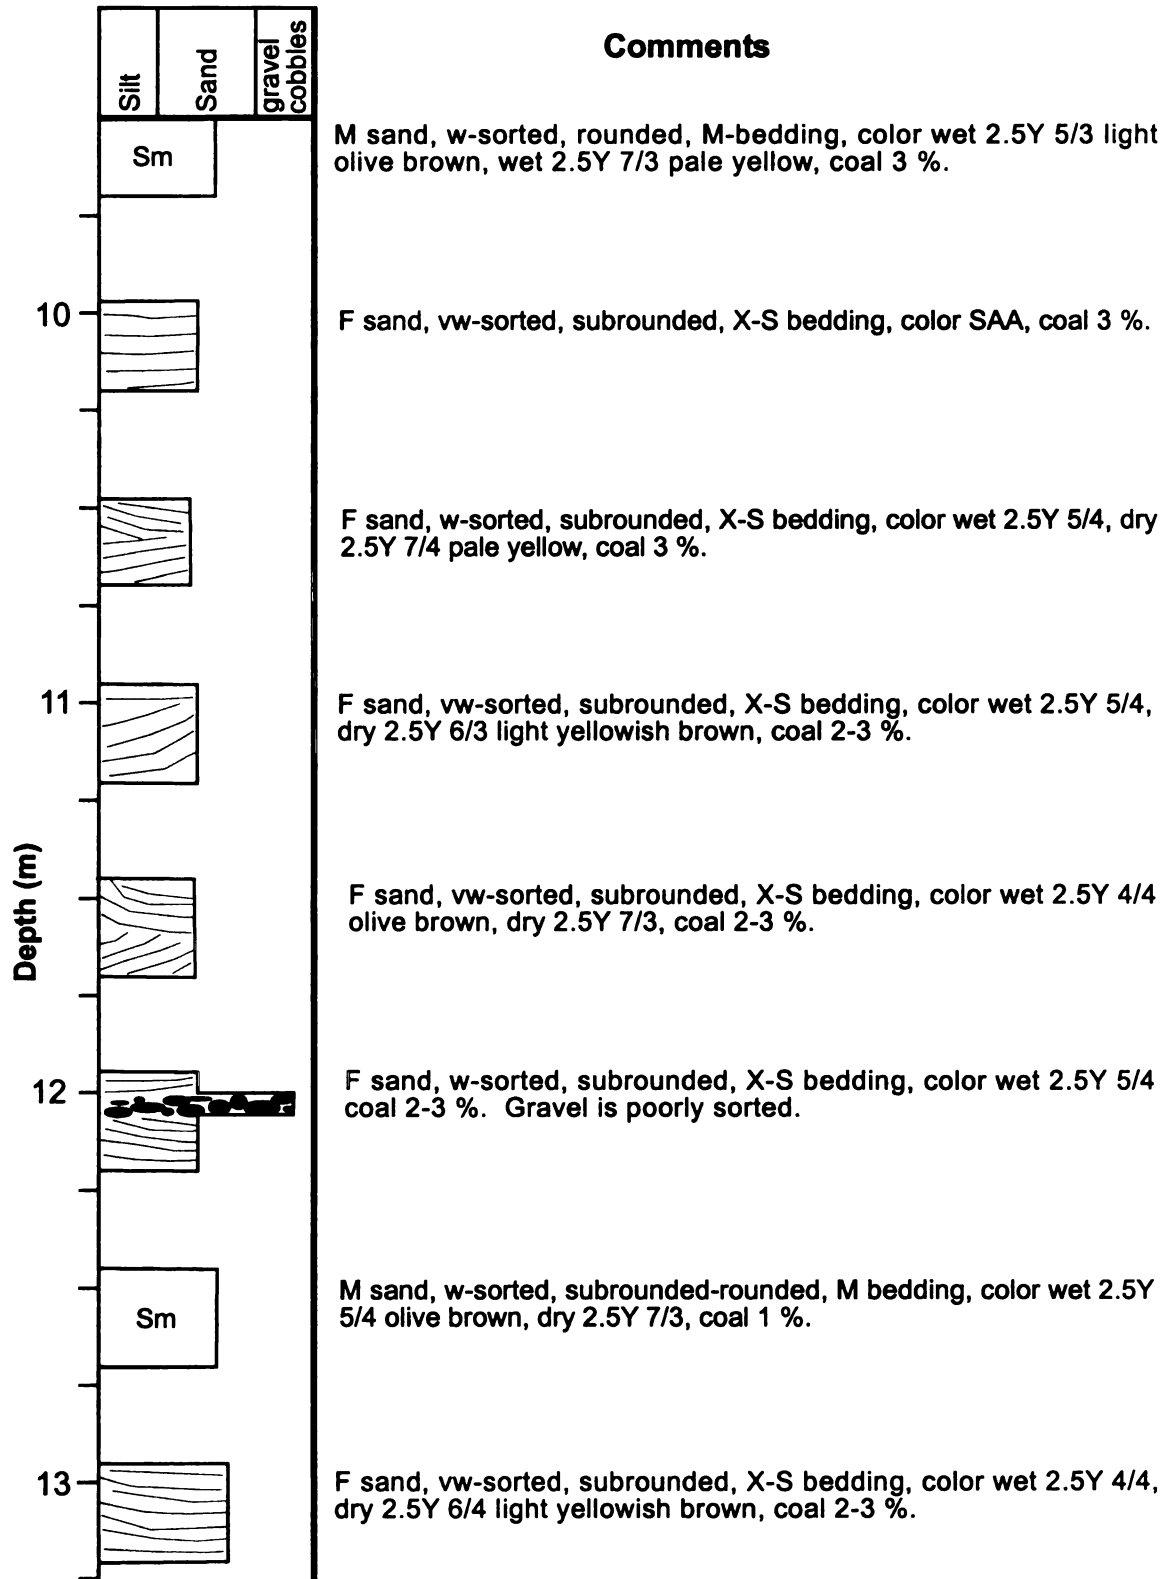 Silt
Sand
gravel
cobbles
Comments
Sm
M sand, w-sorted, rounded, M-bedding, color wet 2.5Y 5/3 light
olive brown, wet 2.5Y 7/3 pale yellow, coal 3 %.
10
F sand, vw-sorted, subrounded, X-S bedding, color SAA, coal 3 %.
F sand, w-sorted, subrounded, X-S bedding, color wet 2.5Y 5/4, dry
2.5Y 7/4 pale yellow, coal 3 %.
11
F sand, vw-sorted, subrounded, X-S bedding, color wet 2.5Y 5/4,
dry 2.5Y 6/3 light yellowish brown, coal 2-3 %.
Depth (m)
F sand, vw-sorted, subrounded, X-S bedding, color wet 2.5Y 4/4
olive brown, dry 2.5Y 7/3, coal 2-3 %.
12
F sand, w-sorted, subrounded, X-S bedding, color wet 2.5Y 5/4
coal 2-3 %. Gravel is poorly sorted.
Sm
M sand, w-sorted, subrounded-rounded, M bedding, color wet 2.5Y
5/4 olive brown, dry 2.5Y 7/3, coal 1 %.
13
F sand, vw-sorted, subrounded, X-S bedding, color wet 2.5Y 4/4,
dry 2.5Y 6/4 light yellowish brown, coal 2-3 %.